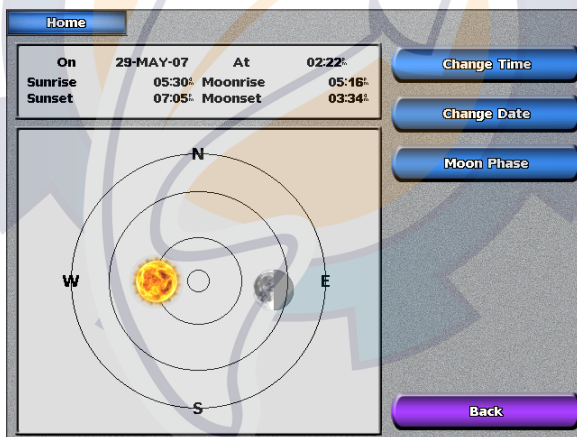 Home
On 29-MAY-07 At 02:22
Sunrise 05:30 Moonrise 05:16
Sunset 07:05 Moonset 03:34
Change Time
Change Date
Moon Phase
N
W E
S
Back